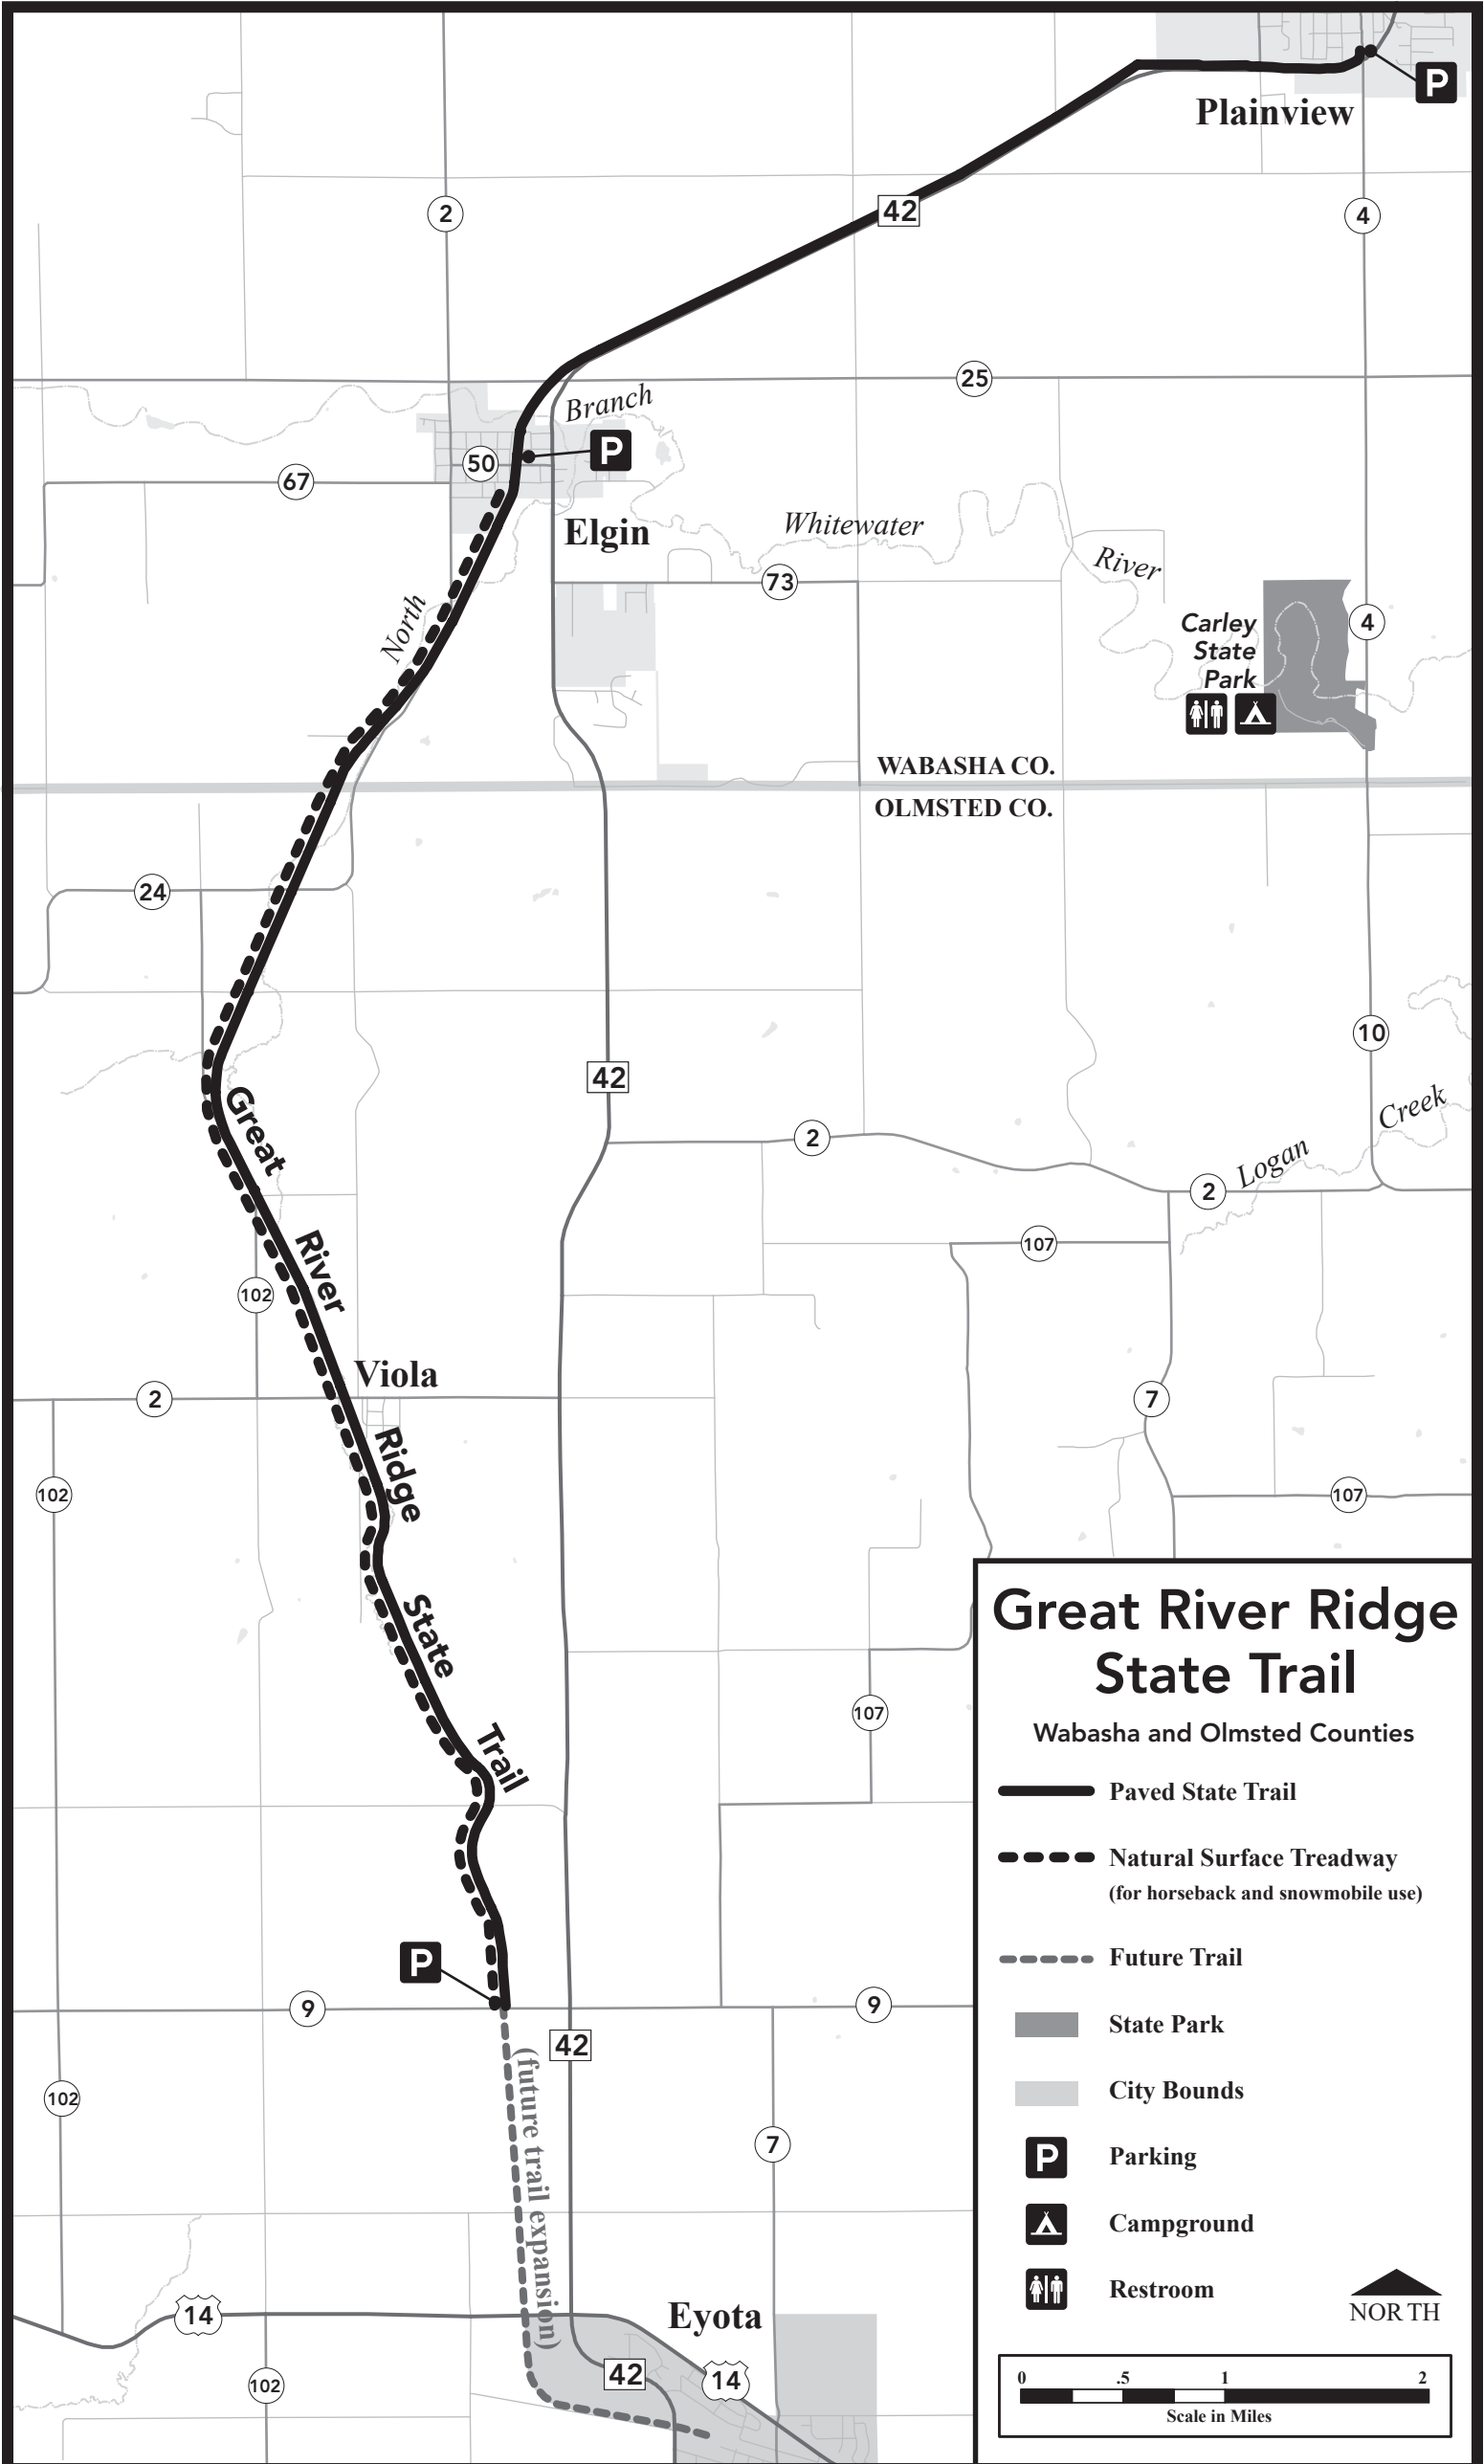 P
Plainview
2
42
4
25
Branch
50
P
67
Elgin
Whitewater
River
73
North
Carley
State
Park
4
WABASHA CO.
OLMSTED CO.
24
10
42
Great
Creek
2
Logan
2
River
107
102
Viola
2
7
Ridge
102
107
State
107
Trail
P
9
9
42
(future trail expansion)
102
7
14
Eyota
42
14
102
Great River Ridge
State Trail
Wabasha and Olmsted Counties
Paved State Trail
Natural Surface Treadway
(for horseback and snowmobile use)
Future Trail
State Park
City Bounds
P Parking
Campground
Restroom
NORTH
0 .5 1 2
Scale in Miles